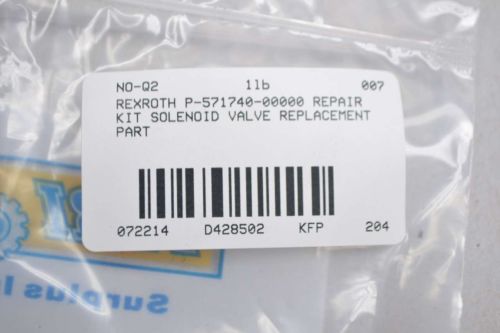 NO-Q2 1lb 007
REXROTH P-571740-00000 REPAIR
KIT SOLENOID VALVE REPLACEMENT
PART
072214 D428502 KFP 204
Surplus